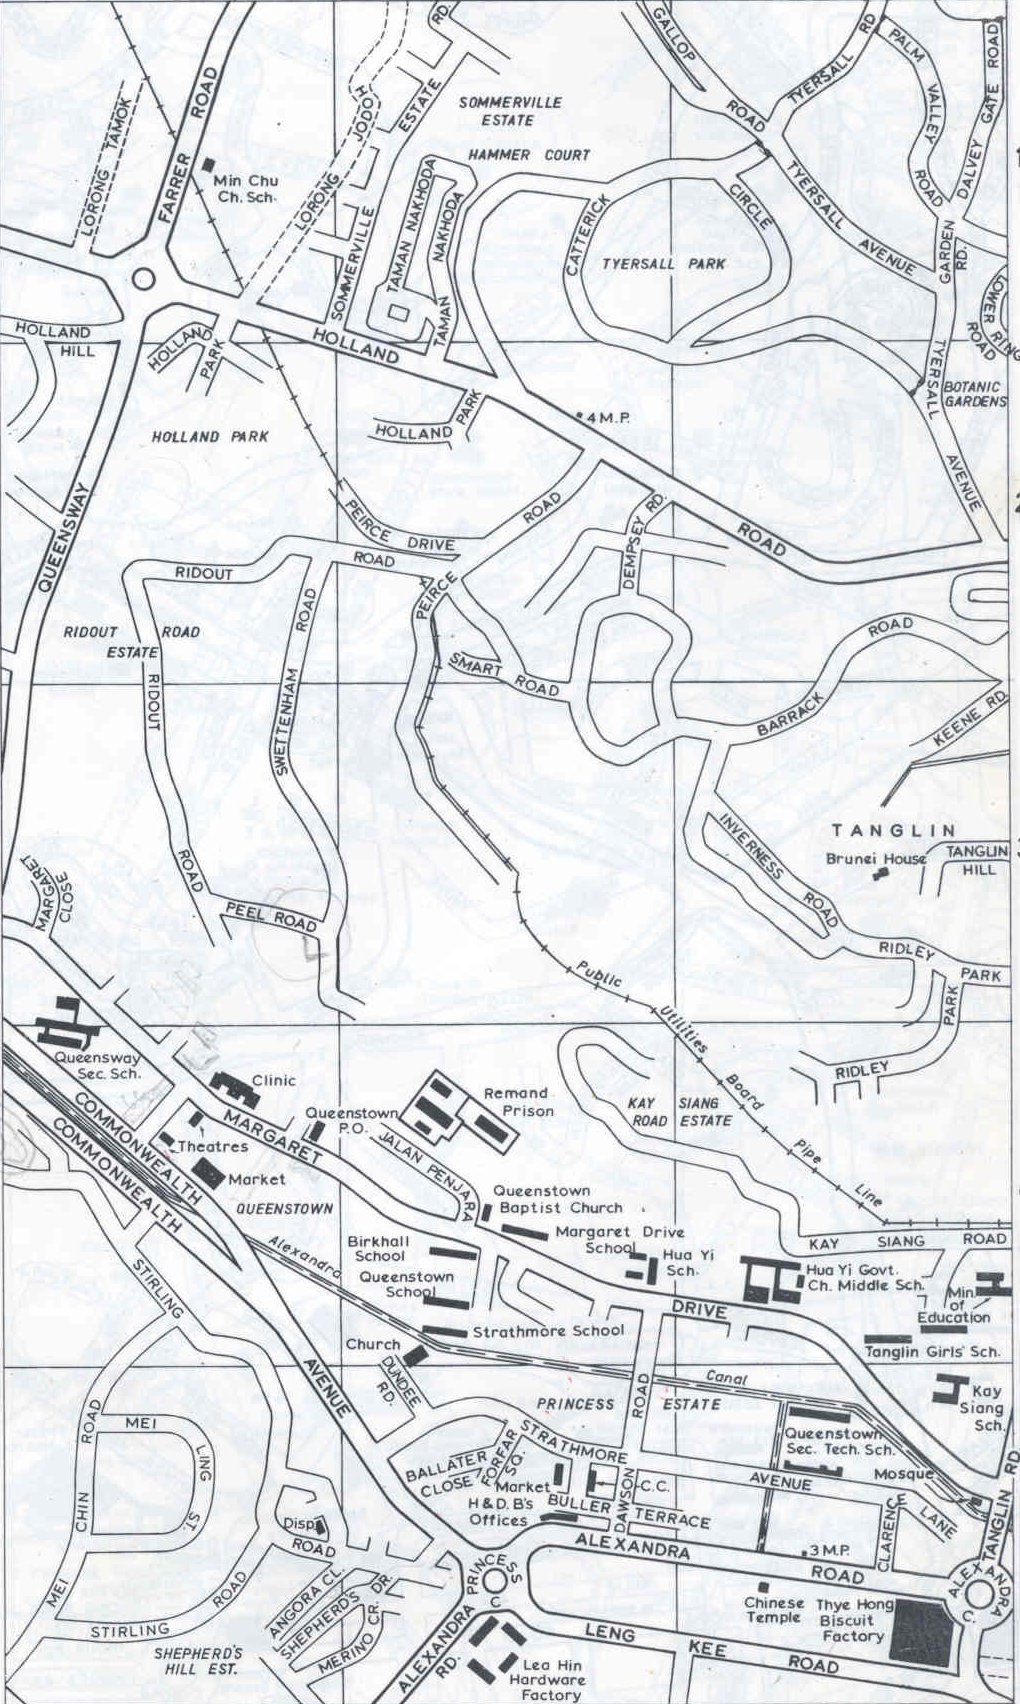 RD.
GALLOP
ROAD
TYERSALL
RD
PALM
VALLEY
ROAD
GATE ROAD
DALVEY
LORONG TAMOK
FARRER
ROAD
LORONG
JODO
ESTATE
SOMMERVILLE
SOMMERVILLE
ESTATE
HAMMER COURT
Min Chu
Ch. Sch.
TAMAN NAKHODA
NAKHODA
TAMAN
CATTERICK
CIRCLE
TYERSALL PARK
TYERSALL
AVENUE
GARDEN
RD.
LOWER RING
ROAD
HOLLAND
HILL
HOLLAND
PARK
HOLLAND
TYERSALL
AVENUE
BOTANIC
GARDENS
HOLLAND PARK
HOLLAND PARK
4 M.P.
ROAD
QUEENSWAY
PEIRCE DRIVE
ROAD
PEIRCE
DEMPSEY RD.
RIDOUT
ROAD
RIDOUT ROAD
ESTATE
RIDOUT
ROAD
SWETTENHAM
ROAD
SMART ROAD
BARRACK
ROAD
KEENE RD.
TANGLIN
Brunei House
TANGLIN
HILL
INVERNESS
ROAD
MARGARET
CLOSE
PEEL ROAD
RIDLEY
PARK
PARK
RIDLEY
Public
Utilities
Board
Pipe
Line
Queensway
Sec. Sch.
Clinic
Queenstown
P.O.
Remand
Prison
KAY SIANG
ROAD ESTATE
COMMONWEALTH
COMMONWEALTH
AVENUE
MARGARET
DRIVE
Theatres
Market
JALAN PENJARA
QUEENSTOWN
Queenstown
Baptist Church
Margaret Drive
School
Birkhall
School
Queenstown
School
Hua Yi
Sch.
Hua Yi Govt.
Ch. Middle Sch.
KAY SIANG ROAD
Min.
of
Education
Alexandra
Canal
STIRLING
Strathmore School
Tanglin Girls' Sch.
Church
DUNDEE
RD.
PRINCESS ESTATE
ROAD
DAWSON
Kay
Siang
Sch.
CHIN
ROAD
MEI
MEI
LING
ST.
BALLATER
CLOSE
FORFAR
SQ.
STRATHMORE
AVENUE
Queenstown
Sec. Tech. Sch.
Mosque
Market
C.C.
H & D. B's
Offices
BULLER
TERRACE
CLARENCE
LANE
TANGLIN RD
Disp.
STIRLING
ROAD
ROAD
ALEXANDRA
ROAD
3 M.P.
PRINCESS
C.
ANGORA CL.
SHEPHERD'S DR.
MERINO CR.
SHEPHERD'S
HILL EST.
ALEXANDRA
RD.
Chinese
Temple
Thye Hong
Biscuit
Factory
ALEXANDRA
C.
TANGLIN
LENG KEE ROAD
Lea Hin
Hardware
Factory
1
2
3